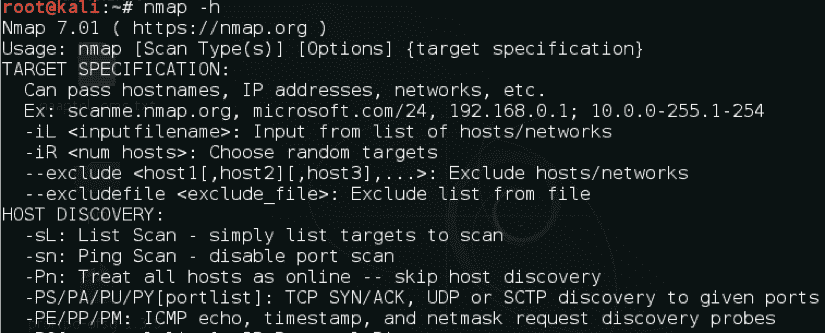 root@kali:~# nmap -h
Nmap 7.01 ( https://nmap.org )
Usage: nmap [Scan Type(s)] [Options] {target specification}
TARGET SPECIFICATION:
  Can pass hostnames, IP addresses, networks, etc.
  Ex: scanme.nmap.org, microsoft.com/24, 192.168.0.1; 10.0.0-255.1-254
  -iL <inputfilename>: Input from list of hosts/networks
  -iR <num hosts>: Choose random targets
  --exclude <host1[,host2][,host3],...>: Exclude hosts/networks
  --excludefile <exclude_file>: Exclude list from file
HOST DISCOVERY:
  -sL: List Scan - simply list targets to scan
  -sn: Ping Scan - disable port scan
  -Pn: Treat all hosts as online -- skip host discovery
  -PS/PA/PU/PY[portlist]: TCP SYN/ACK, UDP or SCTP discovery to given ports
  -PE/PP/PM: ICMP echo, timestamp, and netmask request discovery probes